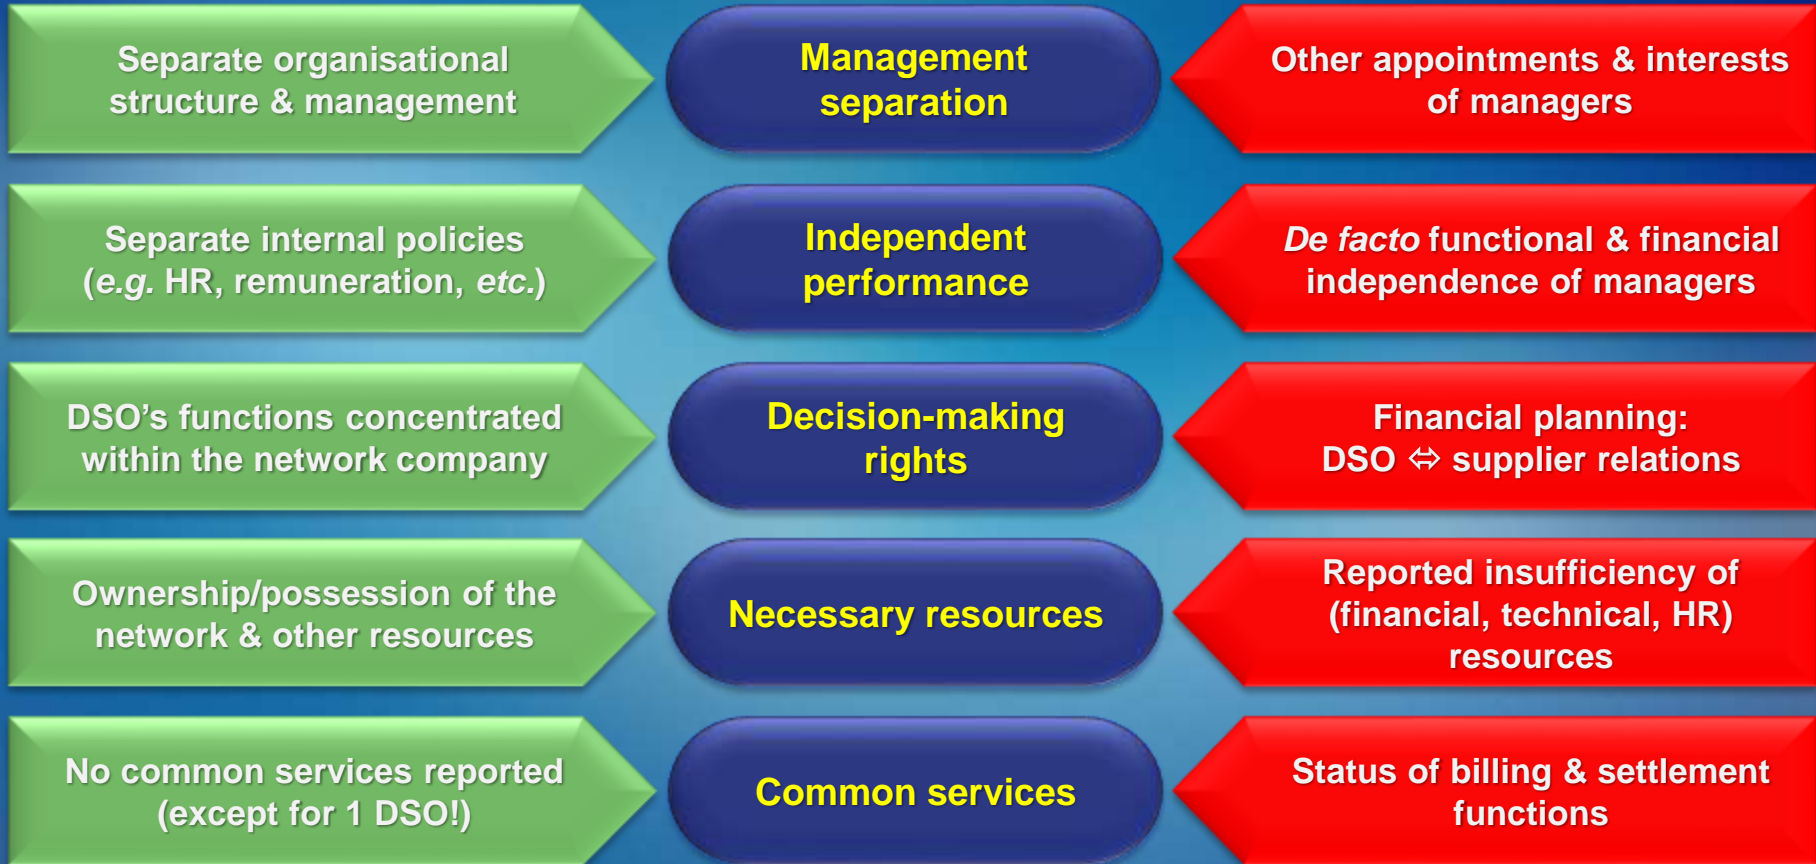 Separate organisational
structure & management
Management
separation
Other appointments & interests
of managers
Separate internal policies
(e.g. HR, remuneration, etc.)
Independent
performance
De facto functional & financial
independence of managers
DSO’s functions concentrated
within the network company
Decision-making
rights
Financial planning:
DSO ⇔ supplier relations
Ownership/possession of the
network & other resources
Necessary resources
Reported insufficiency of
(financial, technical, HR)
resources
No common services reported
(except for 1 DSO!)
Common services
Status of billing & settlement
functions